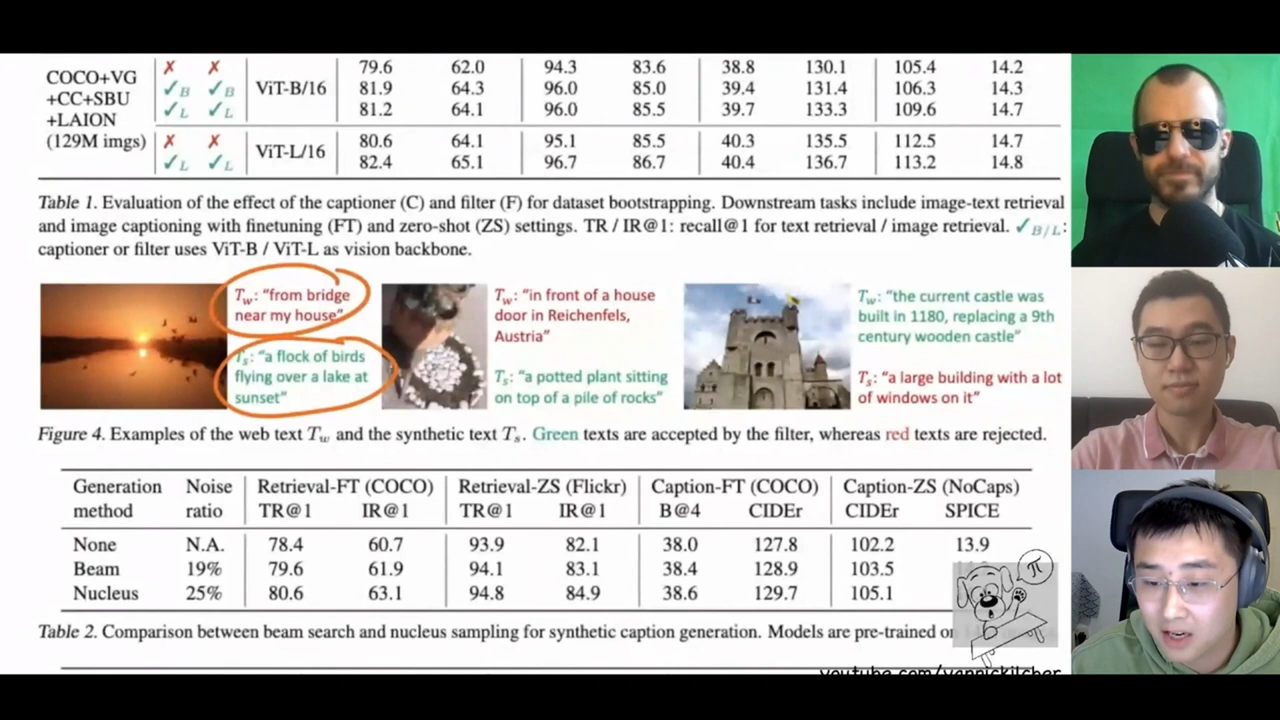 COCO+VG
+CC+SBU
+LAION
(129M imgs)
✗ ✗ ViT-B/16 79.6 62.0 94.3 83.6 38.8 130.1 105.4 14.2
✓B ✓B 81.9 64.3 96.0 85.0 39.4 131.4 106.3 14.3
✓L ✓L 81.2 64.1 96.0 85.5 39.7 133.3 109.6 14.7
✗ ✗ ViT-L/16 80.6 64.1 95.1 85.5 40.3 135.5 112.5 14.7
✓L ✓L 82.4 65.1 96.7 86.7 40.4 136.7 113.2 14.8
Table 1. Evaluation of the effect of the captioner (C) and filter (F) for dataset bootstrapping. Downstream tasks include image-text retrieval
and image captioning with finetuning (FT) and zero-shot (ZS) settings. TR / IR@1: recall@1 for text retrieval / image retrieval. ✓B/L:
captioner or filter uses ViT-B / ViT-L as vision backbone.
Tw: “from bridge
near my house”
Ts: “a flock of birds
flying over a lake at
sunset”
Tw: “in front of a house
door in Reichenfels,
Austria”
Ts: “a potted plant sitting
on top of a pile of rocks”
Tw: “the current castle was
built in 1180, replacing a 9th
century wooden castle”
Ts: “a large building with a lot
of windows on it”
Figure 4. Examples of the web text Tw and the synthetic text Ts. Green texts are accepted by the filter, whereas red texts are rejected.
Generation Noise Retrieval-FT (COCO) Retrieval-ZS (Flickr) Caption-FT (COCO) Caption-ZS (NoCaps)
method ratio TR@1 IR@1 TR@1 IR@1 B@4 CIDEr CIDEr SPICE
None N.A. 78.4 60.7 93.9 82.1 38.0 127.8 102.2 13.9
Beam 19% 79.6 61.9 94.1 83.1 38.4 128.9 103.5
Nucleus 25% 80.6 63.1 94.8 84.9 38.6 129.7 105.1
π
Table 2. Comparison between beam search and nucleus sampling for synthetic caption generation. Models are pre-trained on
youtube.com/yannickilcher